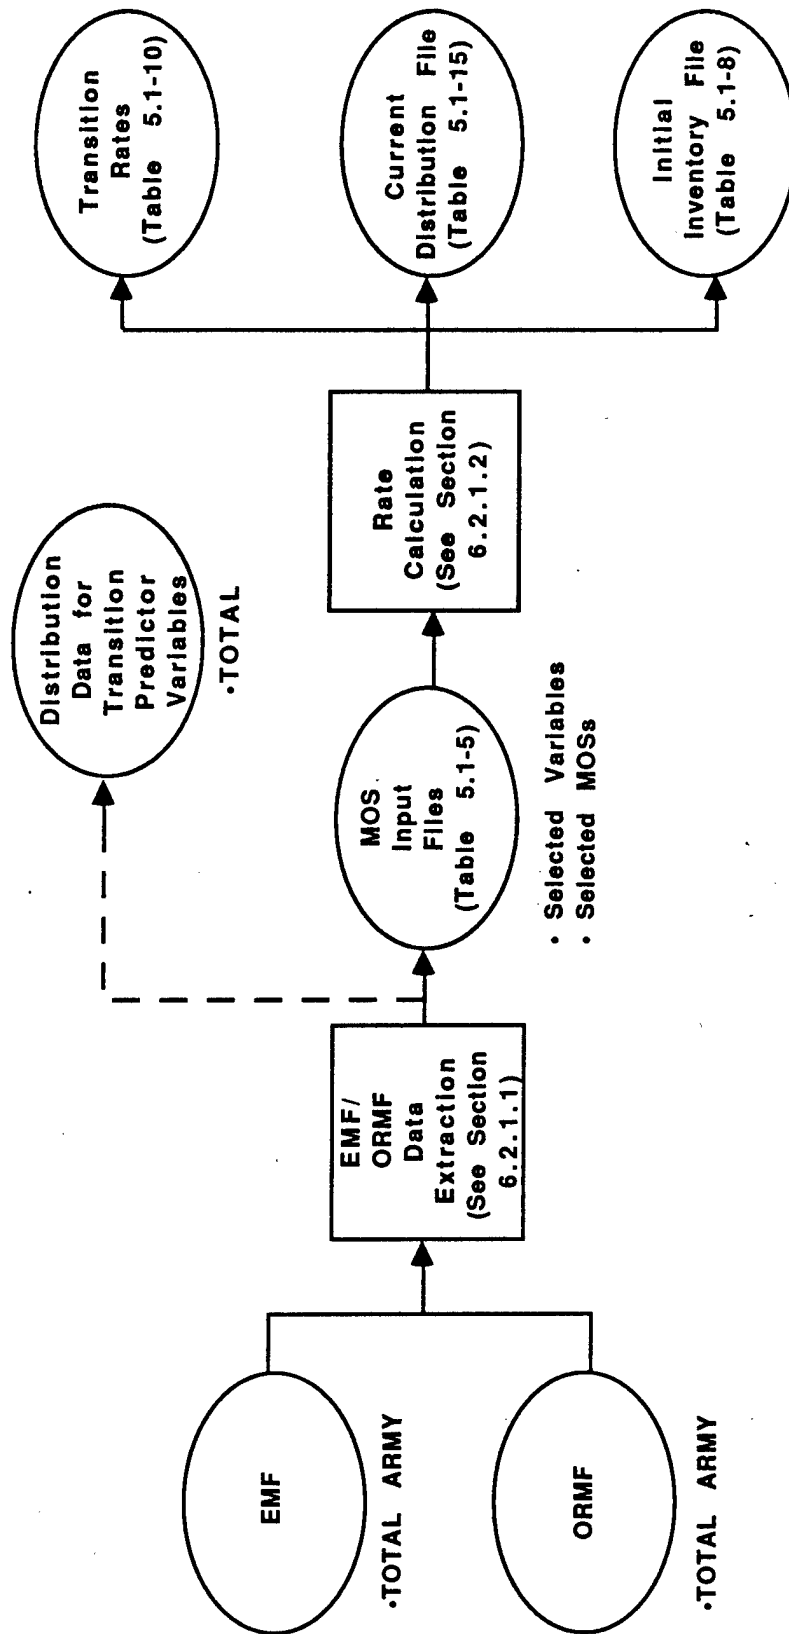 EMF
•TOTAL ARMY
ORMF
•TOTAL ARMY
EMF/
ORMF
Data
Extraction
(See Section
6.2.1.1)
Distribution
Data for
Transition
Predictor
Variables
•TOTAL
MOS
Input
Files
(Table 5.1-5)
• Selected Variables
• Selected MOSs
Rate
Calculation
(See Section
6.2.1.2)
Transition
Rates
(Table 5.1-10)
Current
Distribution File
(Table 5.1-15)
Initial
Inventory File
(Table 5.1-8)